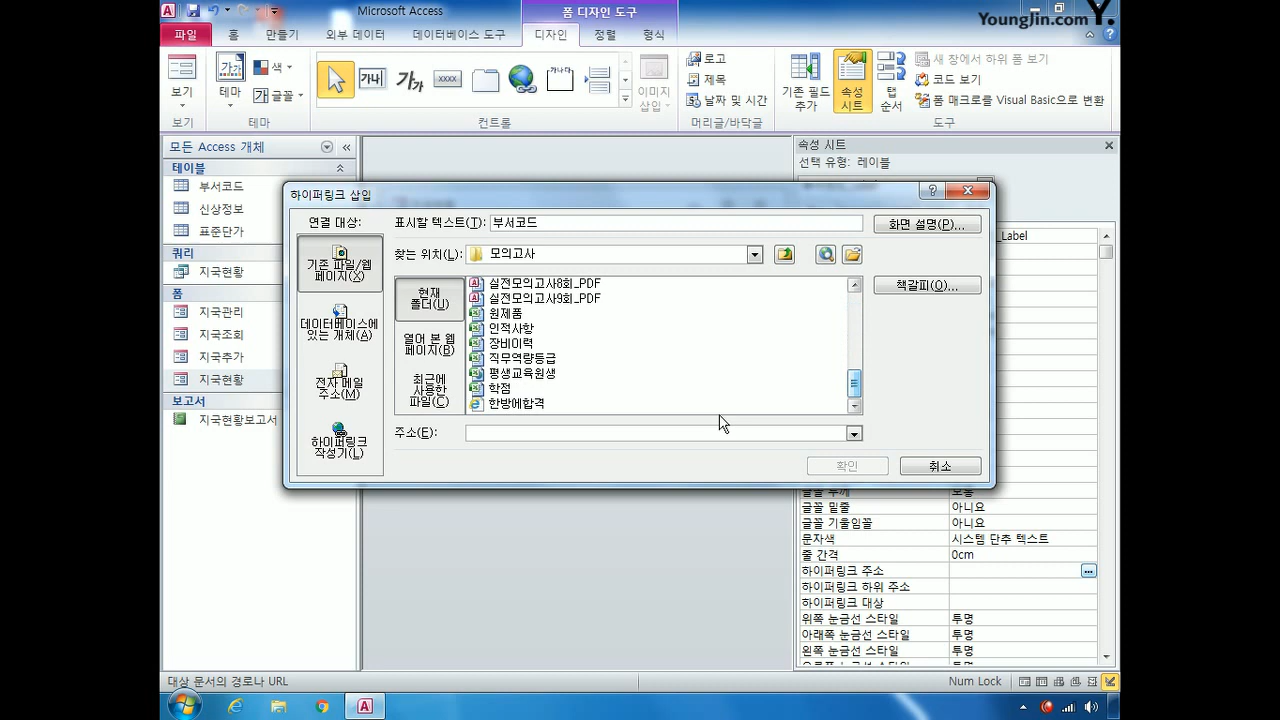 Microsoft Access
폼 디자인 도구
YoungJin.com Y.
파일 홈 만들기 외부 데이터 데이터베이스 도구 디자인 정렬 형식
보기
테마
색
가 글꼴
가나
가가
xxxx
가나다
이미지 삽입
로고
제목
날짜 및 시간
기존 필드 추가
속성 시트
탭 순서
새 창에서 하위 폼 보기
코드 보기
폼 매크로를 Visual Basic으로 변환
보기 테마 컨트롤 머리글/바닥글 도구
모든 Access 개체
테이블
부서코드
신상정보
표준단가
쿼리
지국현황
폼
지국관리
지국조회
지국추가
지국현황
보고서
지국현황보고서
속성 시트
선택 유형: 레이블
_Label
하이퍼링크 삽입
연결 대상:
표시할 텍스트(T): 부서코드
화면 설명(P)...
기존 파일/웹 페이지(X)
데이터베이스에 있는 개체(A)
전자 메일 주소(M)
하이퍼링크 작성기(L)
찾는 위치(L): 모의고사
책갈피(O)...
현재 폴더(U)
열어 본 웹 페이지(B)
최근에 사용한 파일(C)
실전모의고사8회_PDF
실전모의고사9회_PDF
원제품
인적사항
장비이력
직무역량등급
평생교육원생
학점
한방에합격
주소(E):
확인 취소
글꼴 밑줄 아니요
글꼴 기울임꼴 아니요
문자색 시스템 단추 텍스트
줄 간격 0cm
하이퍼링크 주소
하이퍼링크 하위 주소
하이퍼링크 대상
위쪽 눈금선 스타일 투명
아래쪽 눈금선 스타일 투명
왼쪽 눈금선 스타일 투명
대상 문서의 경로나 URL
Num Lock